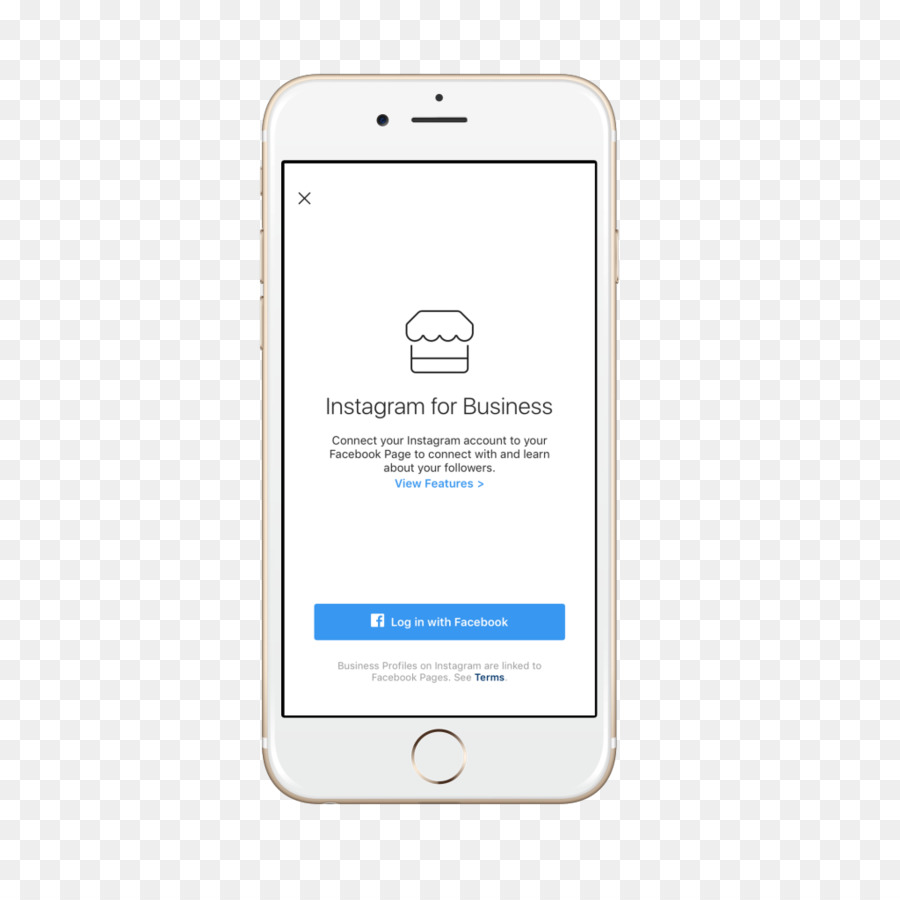 Instagram for Business
Connect your Instagram account to your
Facebook Page to connect with and learn
about your followers.
View Features >
Log in with Facebook
Business Profiles on Instagram are linked to
Facebook Pages. See Terms.